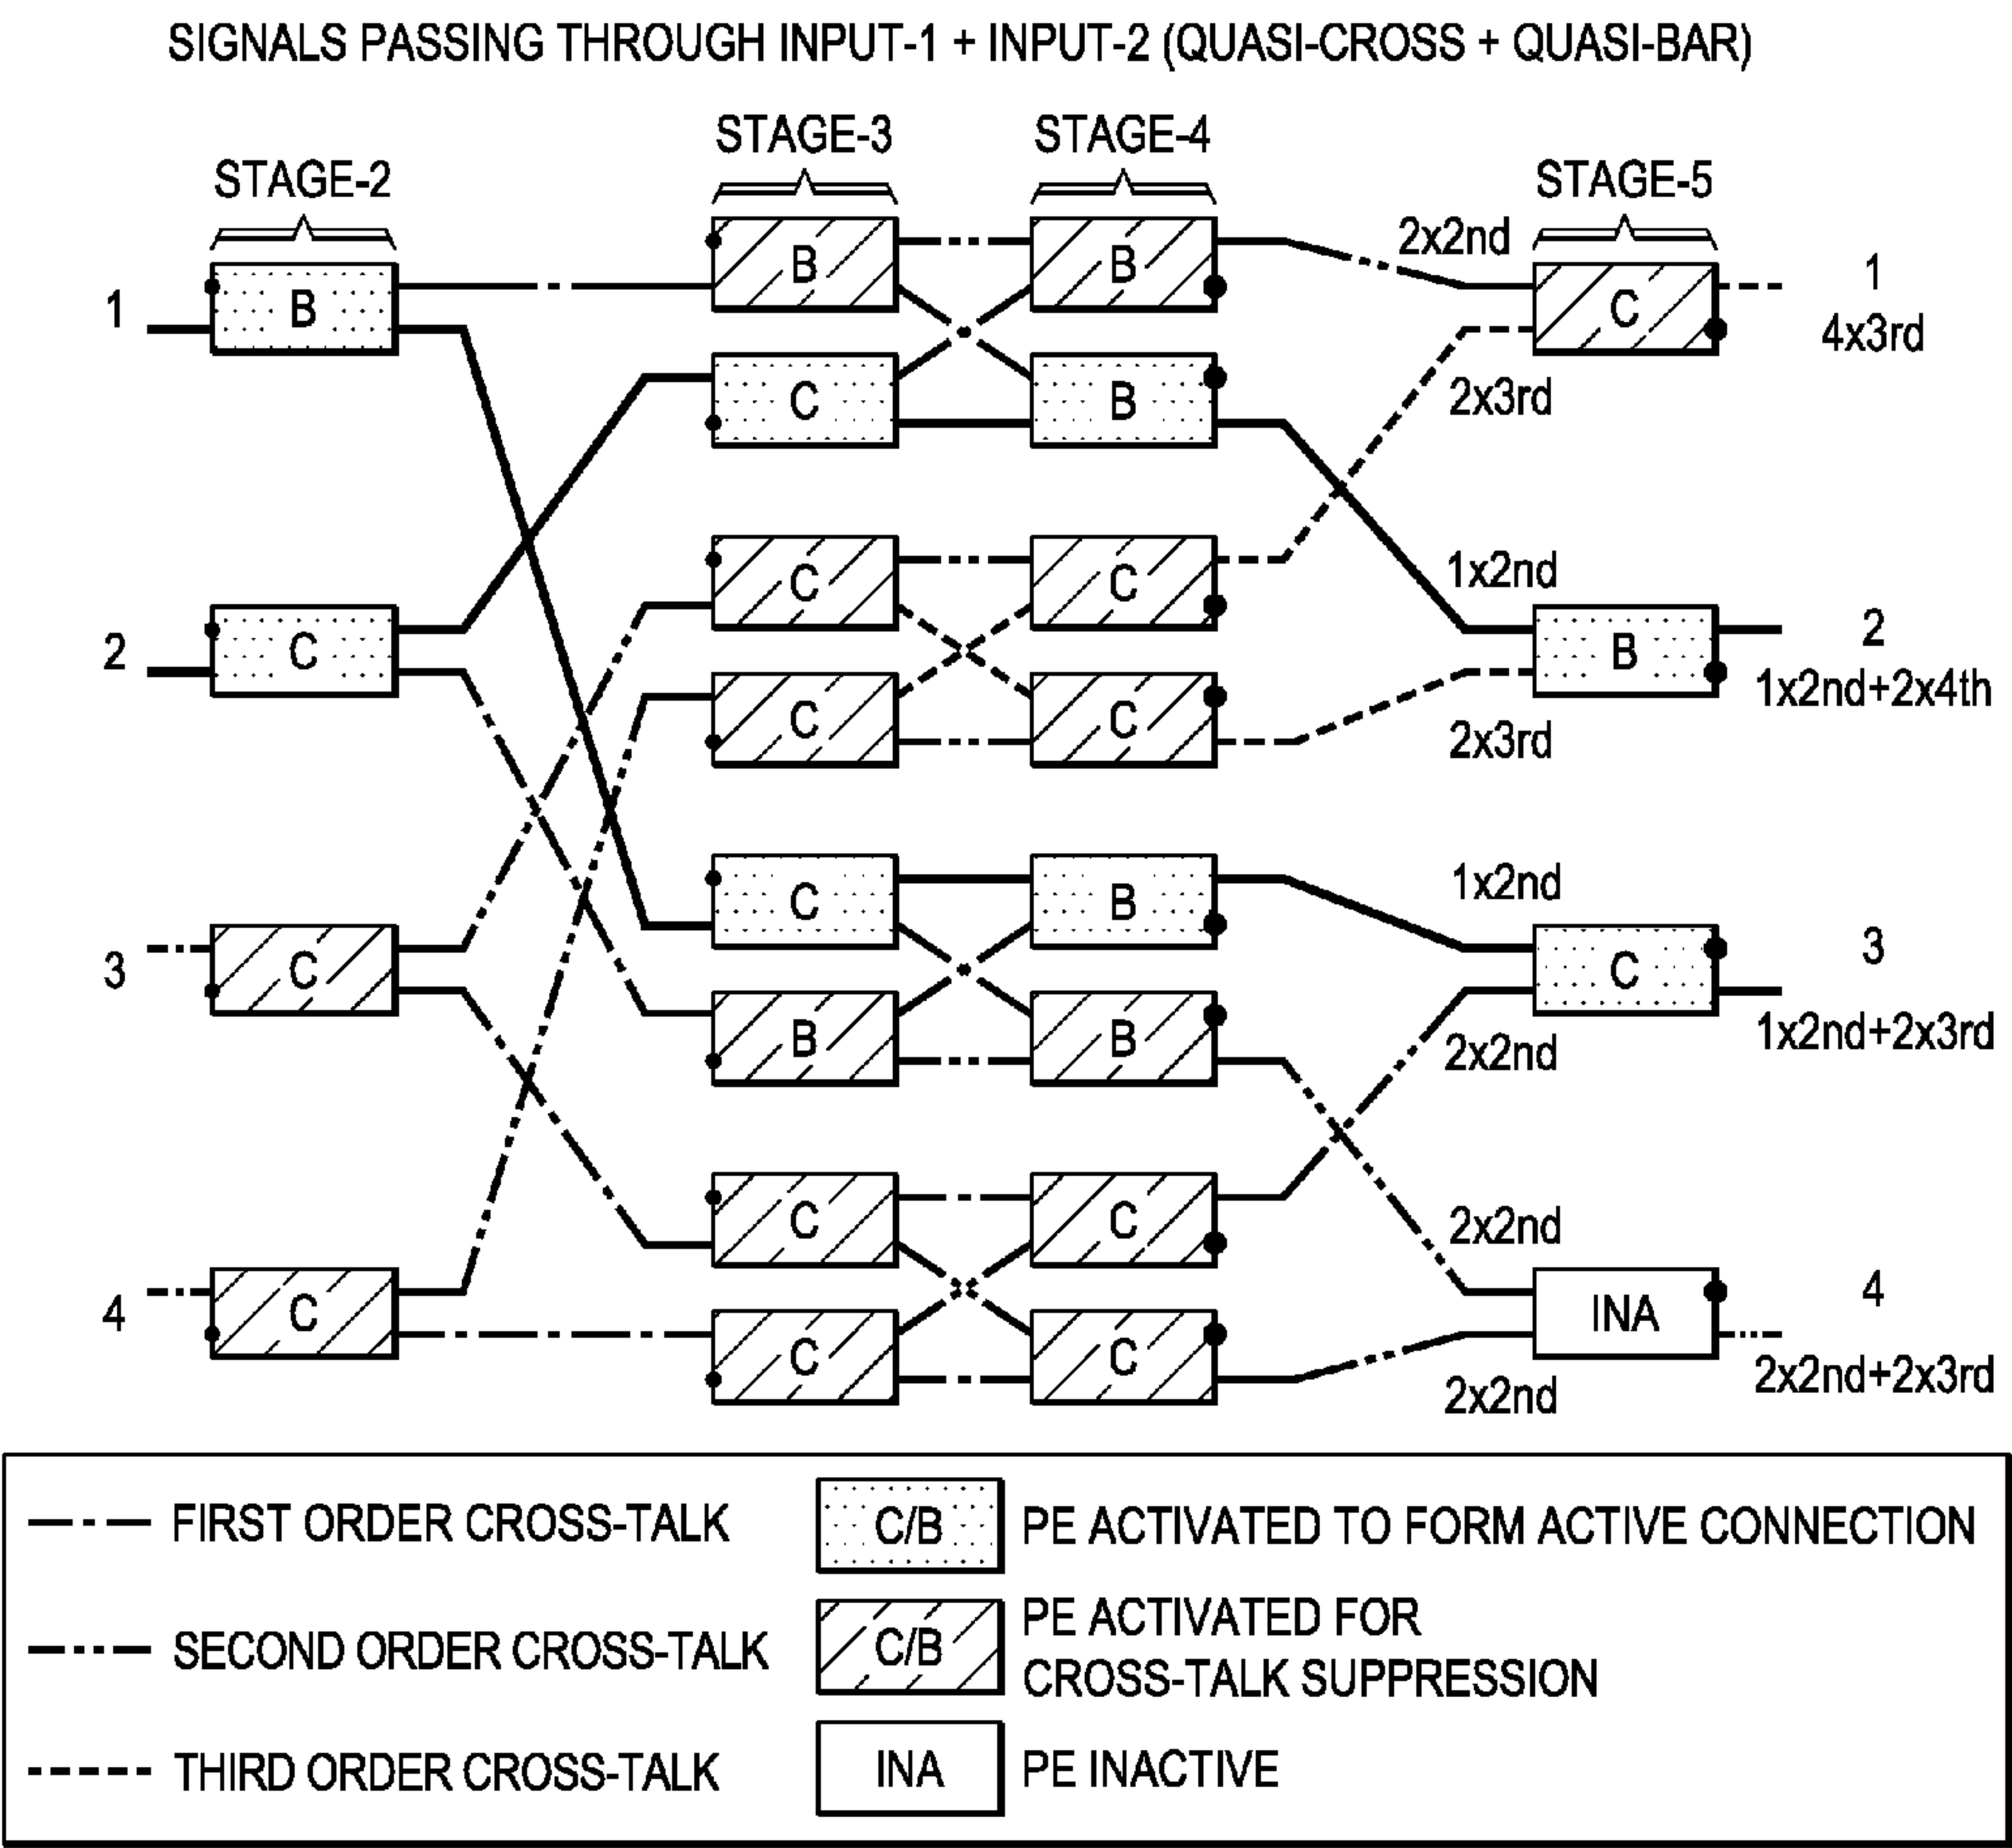 SIGNALS PASSING THROUGH INPUT-1 + INPUT-2 (QUASI-CROSS + QUASI-BAR)
STAGE-2
STAGE-3
STAGE-4
STAGE-5
1
B
B
B
2x2nd
C
1
4x3rd
C
B
2x3rd
2
C
C
C
1x2nd
B
2
1x2nd+2x4th
C
C
2x3rd
3
C
C
B
1x2nd
C
3
1x2nd+2x3rd
B
B
2x2nd
4
C
C
C
2x2nd
INA
4
2x2nd+2x3rd
C
C
2x2nd
FIRST ORDER CROSS-TALK
C/B
PE ACTIVATED TO FORM ACTIVE CONNECTION
SECOND ORDER CROSS-TALK
C/B
PE ACTIVATED FOR
CROSS-TALK SUPPRESSION
THIRD ORDER CROSS-TALK
INA
PE INACTIVE